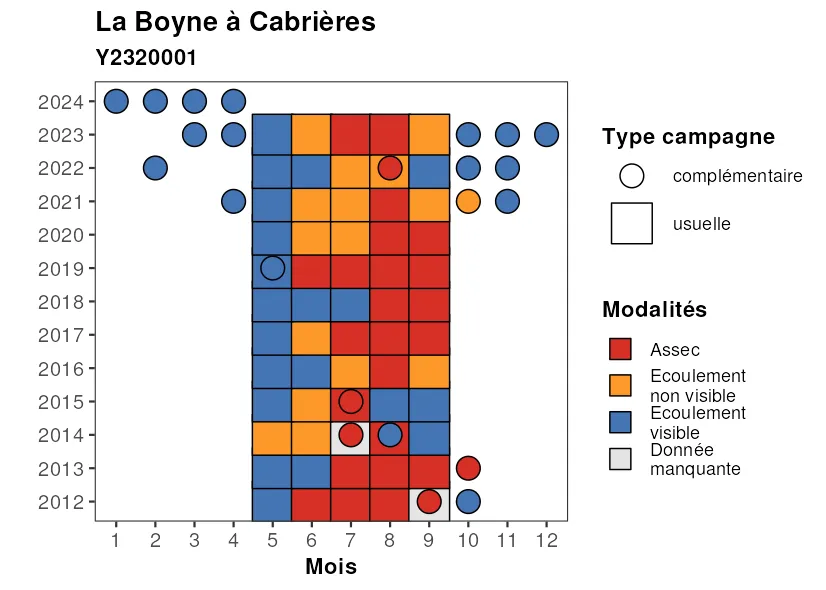 La Boyne à Cabrières
Y2320001
2024
2023
2022
2021
2020
2019
2018
2017
2016
2015
2014
2013
2012
1 2 3 4 5 6 7 8 9 10 11 12
Mois
Type campagne
complémentaire
usuelle
Modalités
Assec
Ecoulement
non visible
Ecoulement
visible
Donnée
manquante